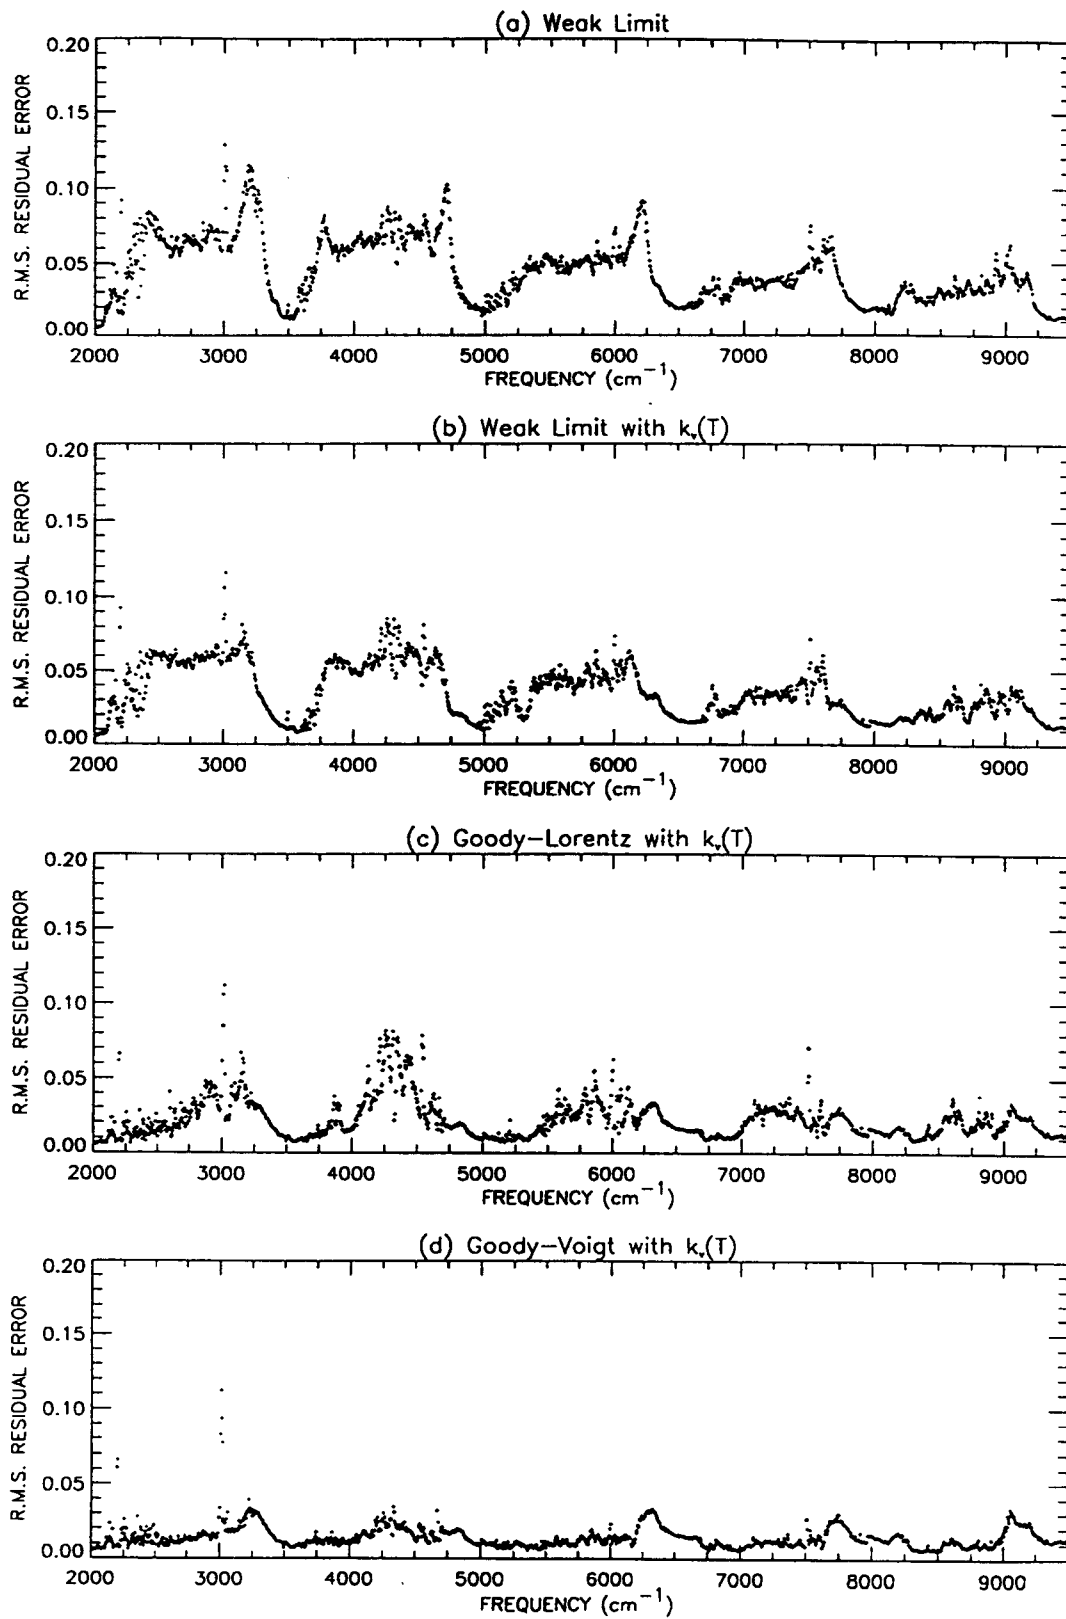 (a) Weak Limit
0.20
0.15
0.10
0.05
0.00
R.M.S. RESIDUAL ERROR
2000 3000 4000 5000 6000 7000 8000 9000
FREQUENCY (cm⁻¹)
(b) Weak Limit with kᵥ(T)
0.20
0.15
0.10
0.05
0.00
R.M.S. RESIDUAL ERROR
2000 3000 4000 5000 6000 7000 8000 9000
FREQUENCY (cm⁻¹)
(c) Goody–Lorentz with kᵥ(T)
0.20
0.15
0.10
0.05
0.00
R.M.S. RESIDUAL ERROR
2000 3000 4000 5000 6000 7000 8000 9000
FREQUENCY (cm⁻¹)
(d) Goody–Voigt with kᵥ(T)
0.20
0.15
0.10
0.05
0.00
R.M.S. RESIDUAL ERROR
2000 3000 4000 5000 6000 7000 8000 9000
FREQUENCY (cm⁻¹)